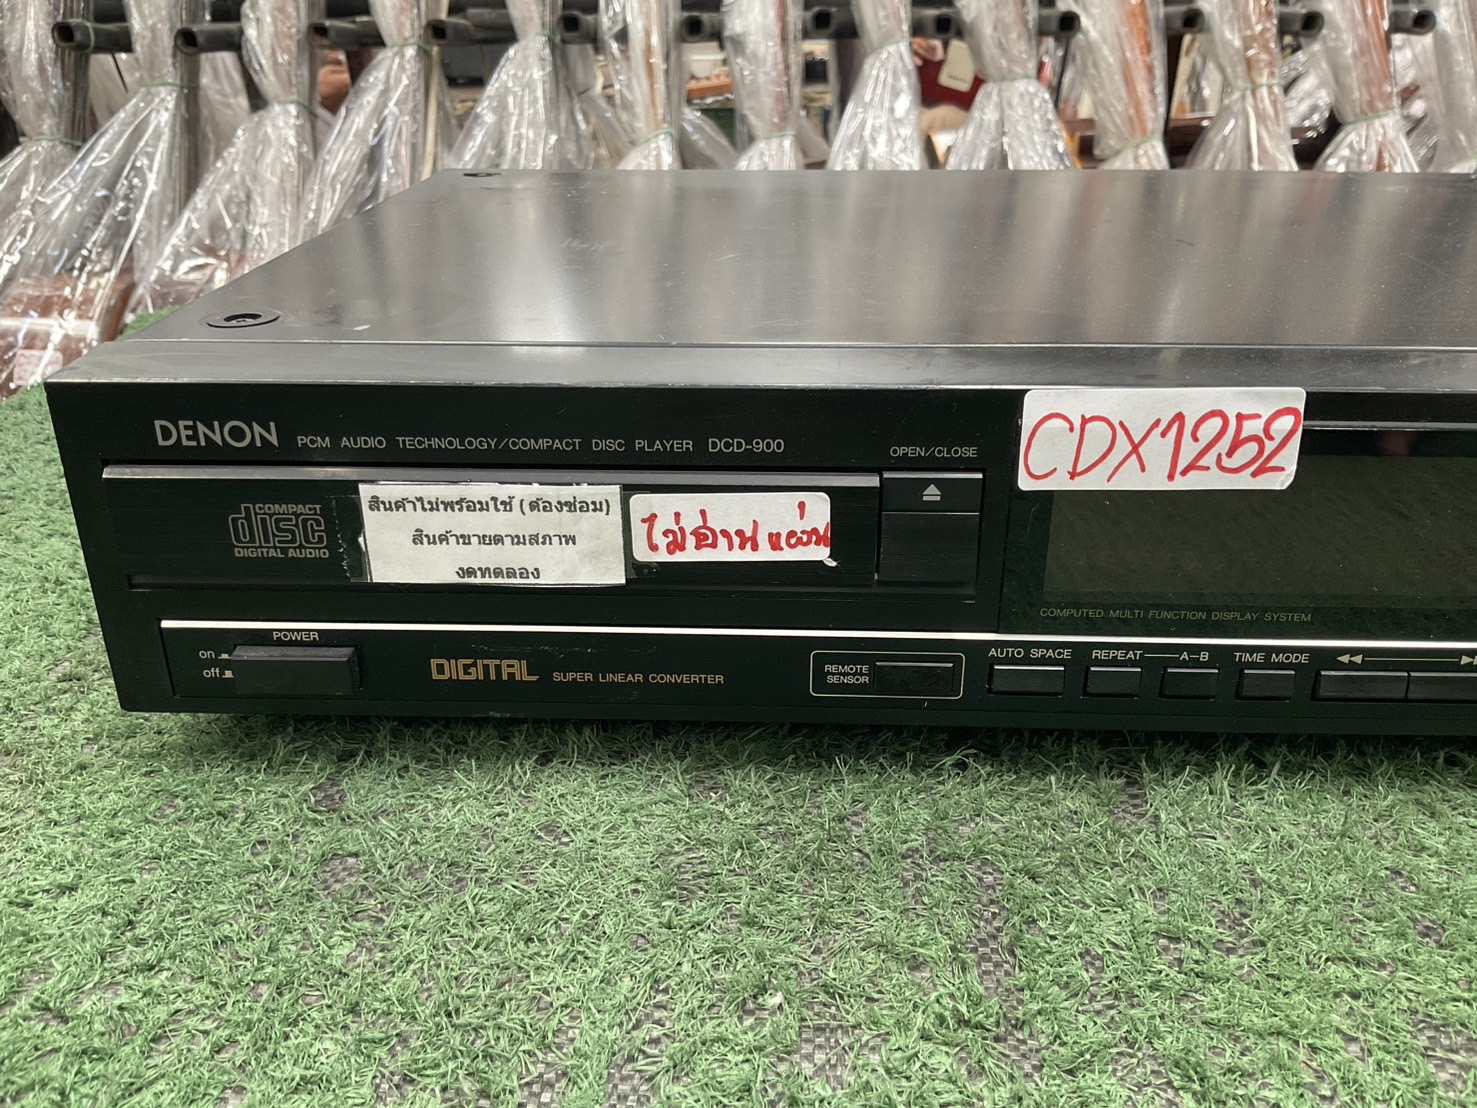 DENON PCM AUDIO TECHNOLOGY/COMPACT DISC PLAYER DCD-900
OPEN/CLOSE
CDX1252
COMPACT
disc
DIGITAL AUDIO
สินค้าไม่พร้อมใช้ (ต้องซ่อม)
สินค้าขายตามสภาพ
งดทดลอง
ไม่อ่านแผ่น
COMPUTED MULTI FUNCTION DISPLAY SYSTEM
POWER
on
off
DIGITAL SUPER LINEAR CONVERTER
REMOTE
SENSOR
AUTO SPACE
REPEAT
A-B
TIME MODE